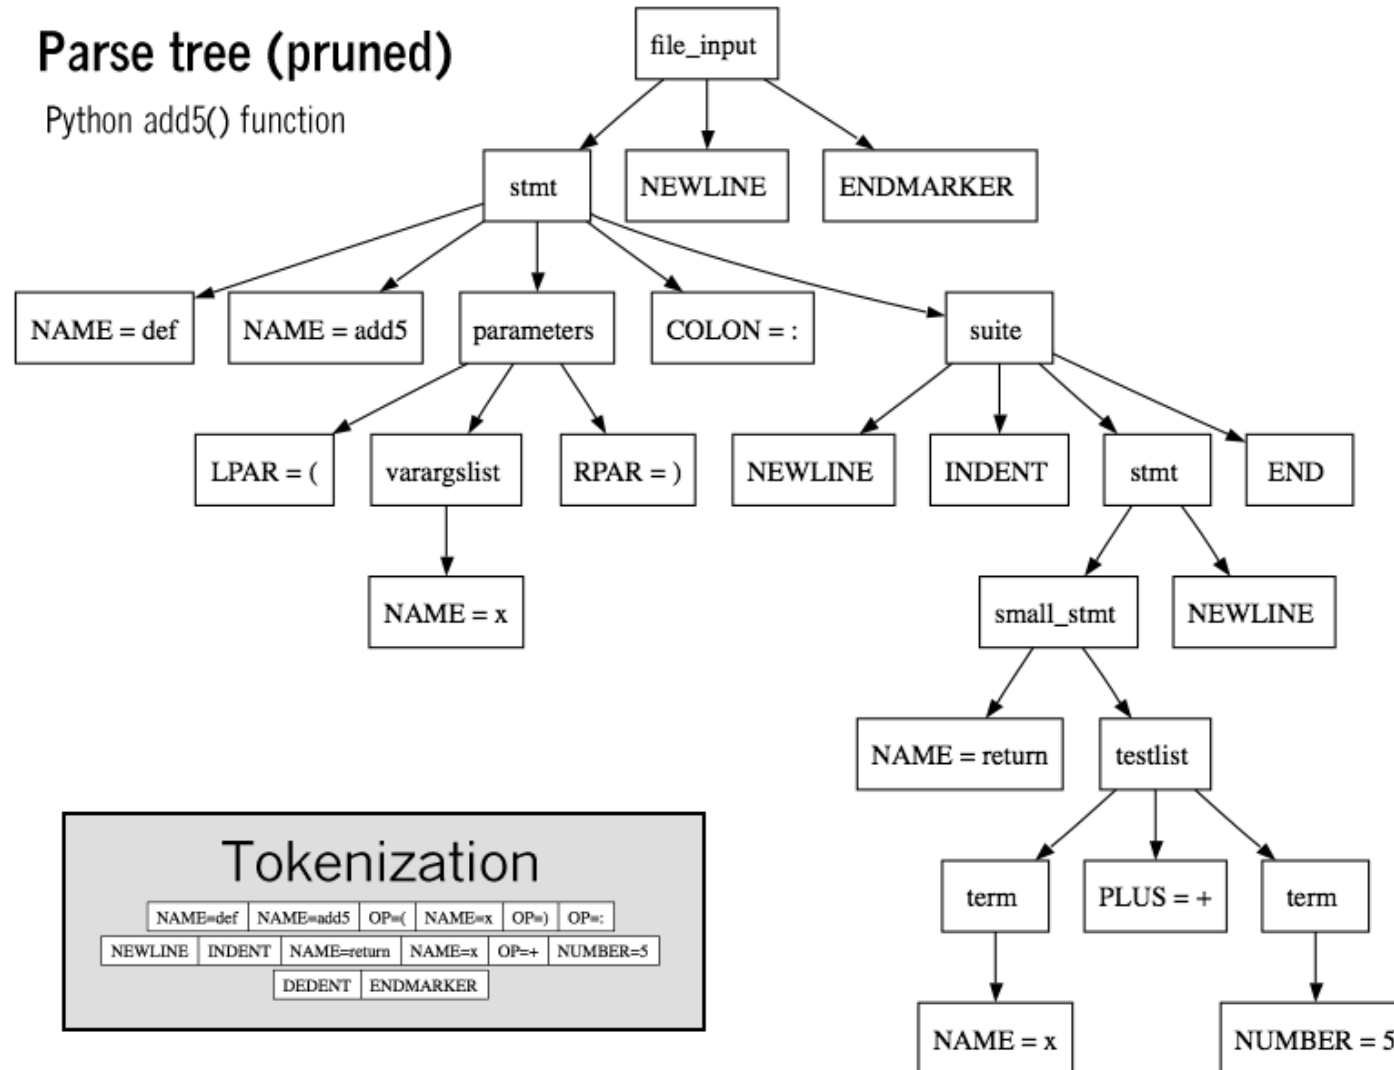 Parse tree (pruned)
Python add5() function
file_input
stmt
NEWLINE
ENDMARKER
NAME = def
NAME = add5
parameters
COLON = :
suite
LPAR = (
varargslist
RPAR = )
NEWLINE
INDENT
stmt
END
NAME = x
small_stmt
NEWLINE
NAME = return
testlist
term
PLUS = +
term
NAME = x
NUMBER = 5
Tokenization
NAME=def NAME=add5 OP=( NAME=x OP=) OP=:
NEWLINE INDENT NAME=return NAME=x OP=+ NUMBER=5
DEDENT ENDMARKER